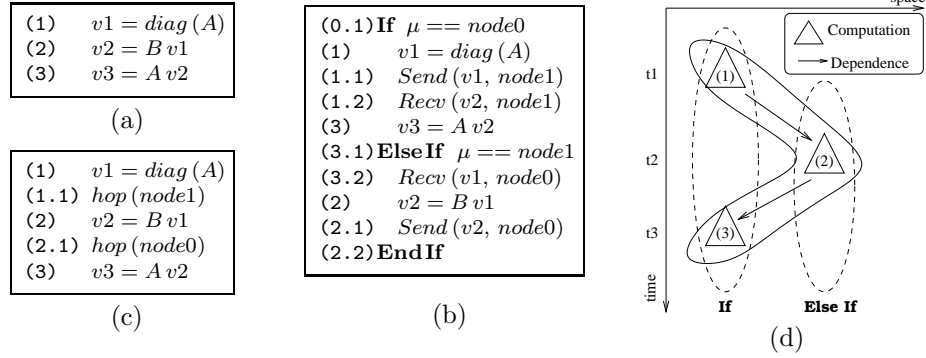 (1) v1 = diag (A)
(2) v2 = B v1
(3) v3 = A v2
(a)
(1) v1 = diag (A)
(1.1) hop (node1)
(2) v2 = B v1
(2.1) hop (node0)
(3) v3 = A v2
(c)
(0.1) If μ == node0
(1) v1 = diag (A)
(1.1) Send (v1, node1)
(1.2) Recv (v2, node1)
(3) v3 = A v2
(3.1) Else If μ == node1
(3.2) Recv (v1, node0)
(2) v2 = B v1
(2.1) Send (v2, node0)
(2.2) End If
(b)
space
Computation
Dependence
t1
(1)
t2
(2)
t3
(3)
time
If
Else If
(d)